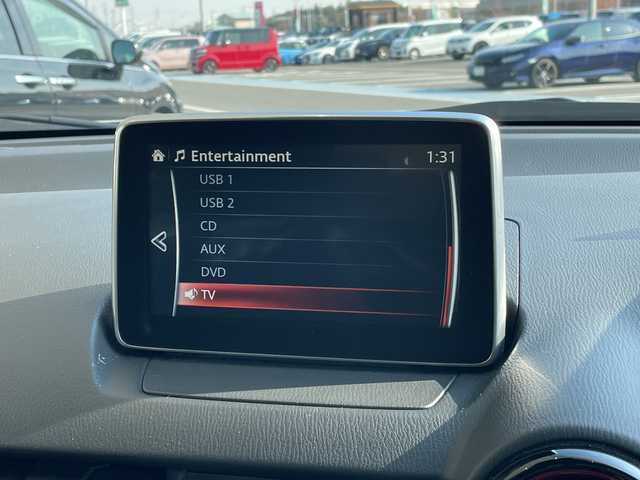 Entertainment 1:31
USB 1
USB 2
CD
AUX
DVD
TV